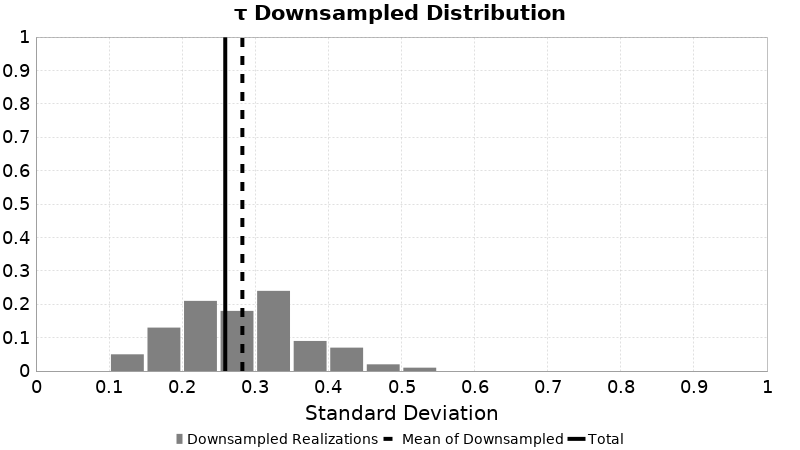 τ Downsampled Distribution
1
0.9
0.8
0.7
0.6
0.5
0.4
0.3
0.2
0.1
0
0 0.1 0.2 0.3 0.4 0.5 0.6 0.7 0.8 0.9 1
Standard Deviation
Downsampled Realizations Mean of Downsampled Total